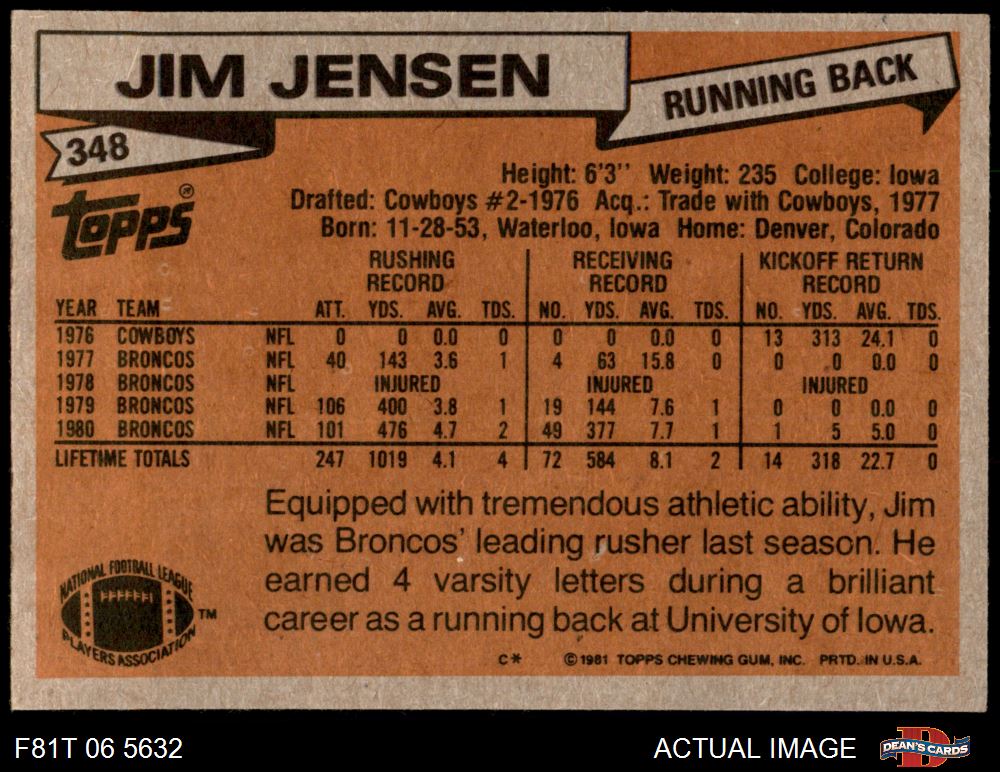 JIM JENSEN
RUNNING BACK
348
Topps ®
Height: 6'3'' Weight: 235 College: Iowa
Drafted: Cowboys #2-1976 Acq.: Trade with Cowboys, 1977
Born: 11-28-53, Waterloo, Iowa Home: Denver, Colorado
RUSHING RECEIVING KICKOFF RETURN
RECORD RECORD RECORD
YEAR TEAM ATT. YDS. AVG. TDS. NO. YDS. AVG. TDS. NO. YDS. AVG. TDS.
1976 COWBOYS NFL 0 0 0.0 0 0 0 0.0 0 13 313 24.1 0
1977 BRONCOS NFL 40 143 3.6 1 4 63 15.8 0 0 0 0.0 0
1978 BRONCOS NFL INJURED INJURED INJURED
1979 BRONCOS NFL 106 400 3.8 1 19 144 7.6 1 0 0 0.0 0
1980 BRONCOS NFL 101 476 4.7 2 49 377 7.7 1 1 5 5.0 0
LIFETIME TOTALS 247 1019 4.1 4 72 584 8.1 2 14 318 22.7 0
Equipped with tremendous athletic ability, Jim
was Broncos' leading rusher last season. He
earned 4 varsity letters during a brilliant
career as a running back at University of Iowa.
NATIONAL FOOTBALL LEAGUE
PLAYERS ASSOCIATION
™
C* ©1981 TOPPS CHEWING GUM, INC. PRTD. IN U.S.A.
F81T 06 5632
ACTUAL IMAGE
D
DEAN'S CARDS